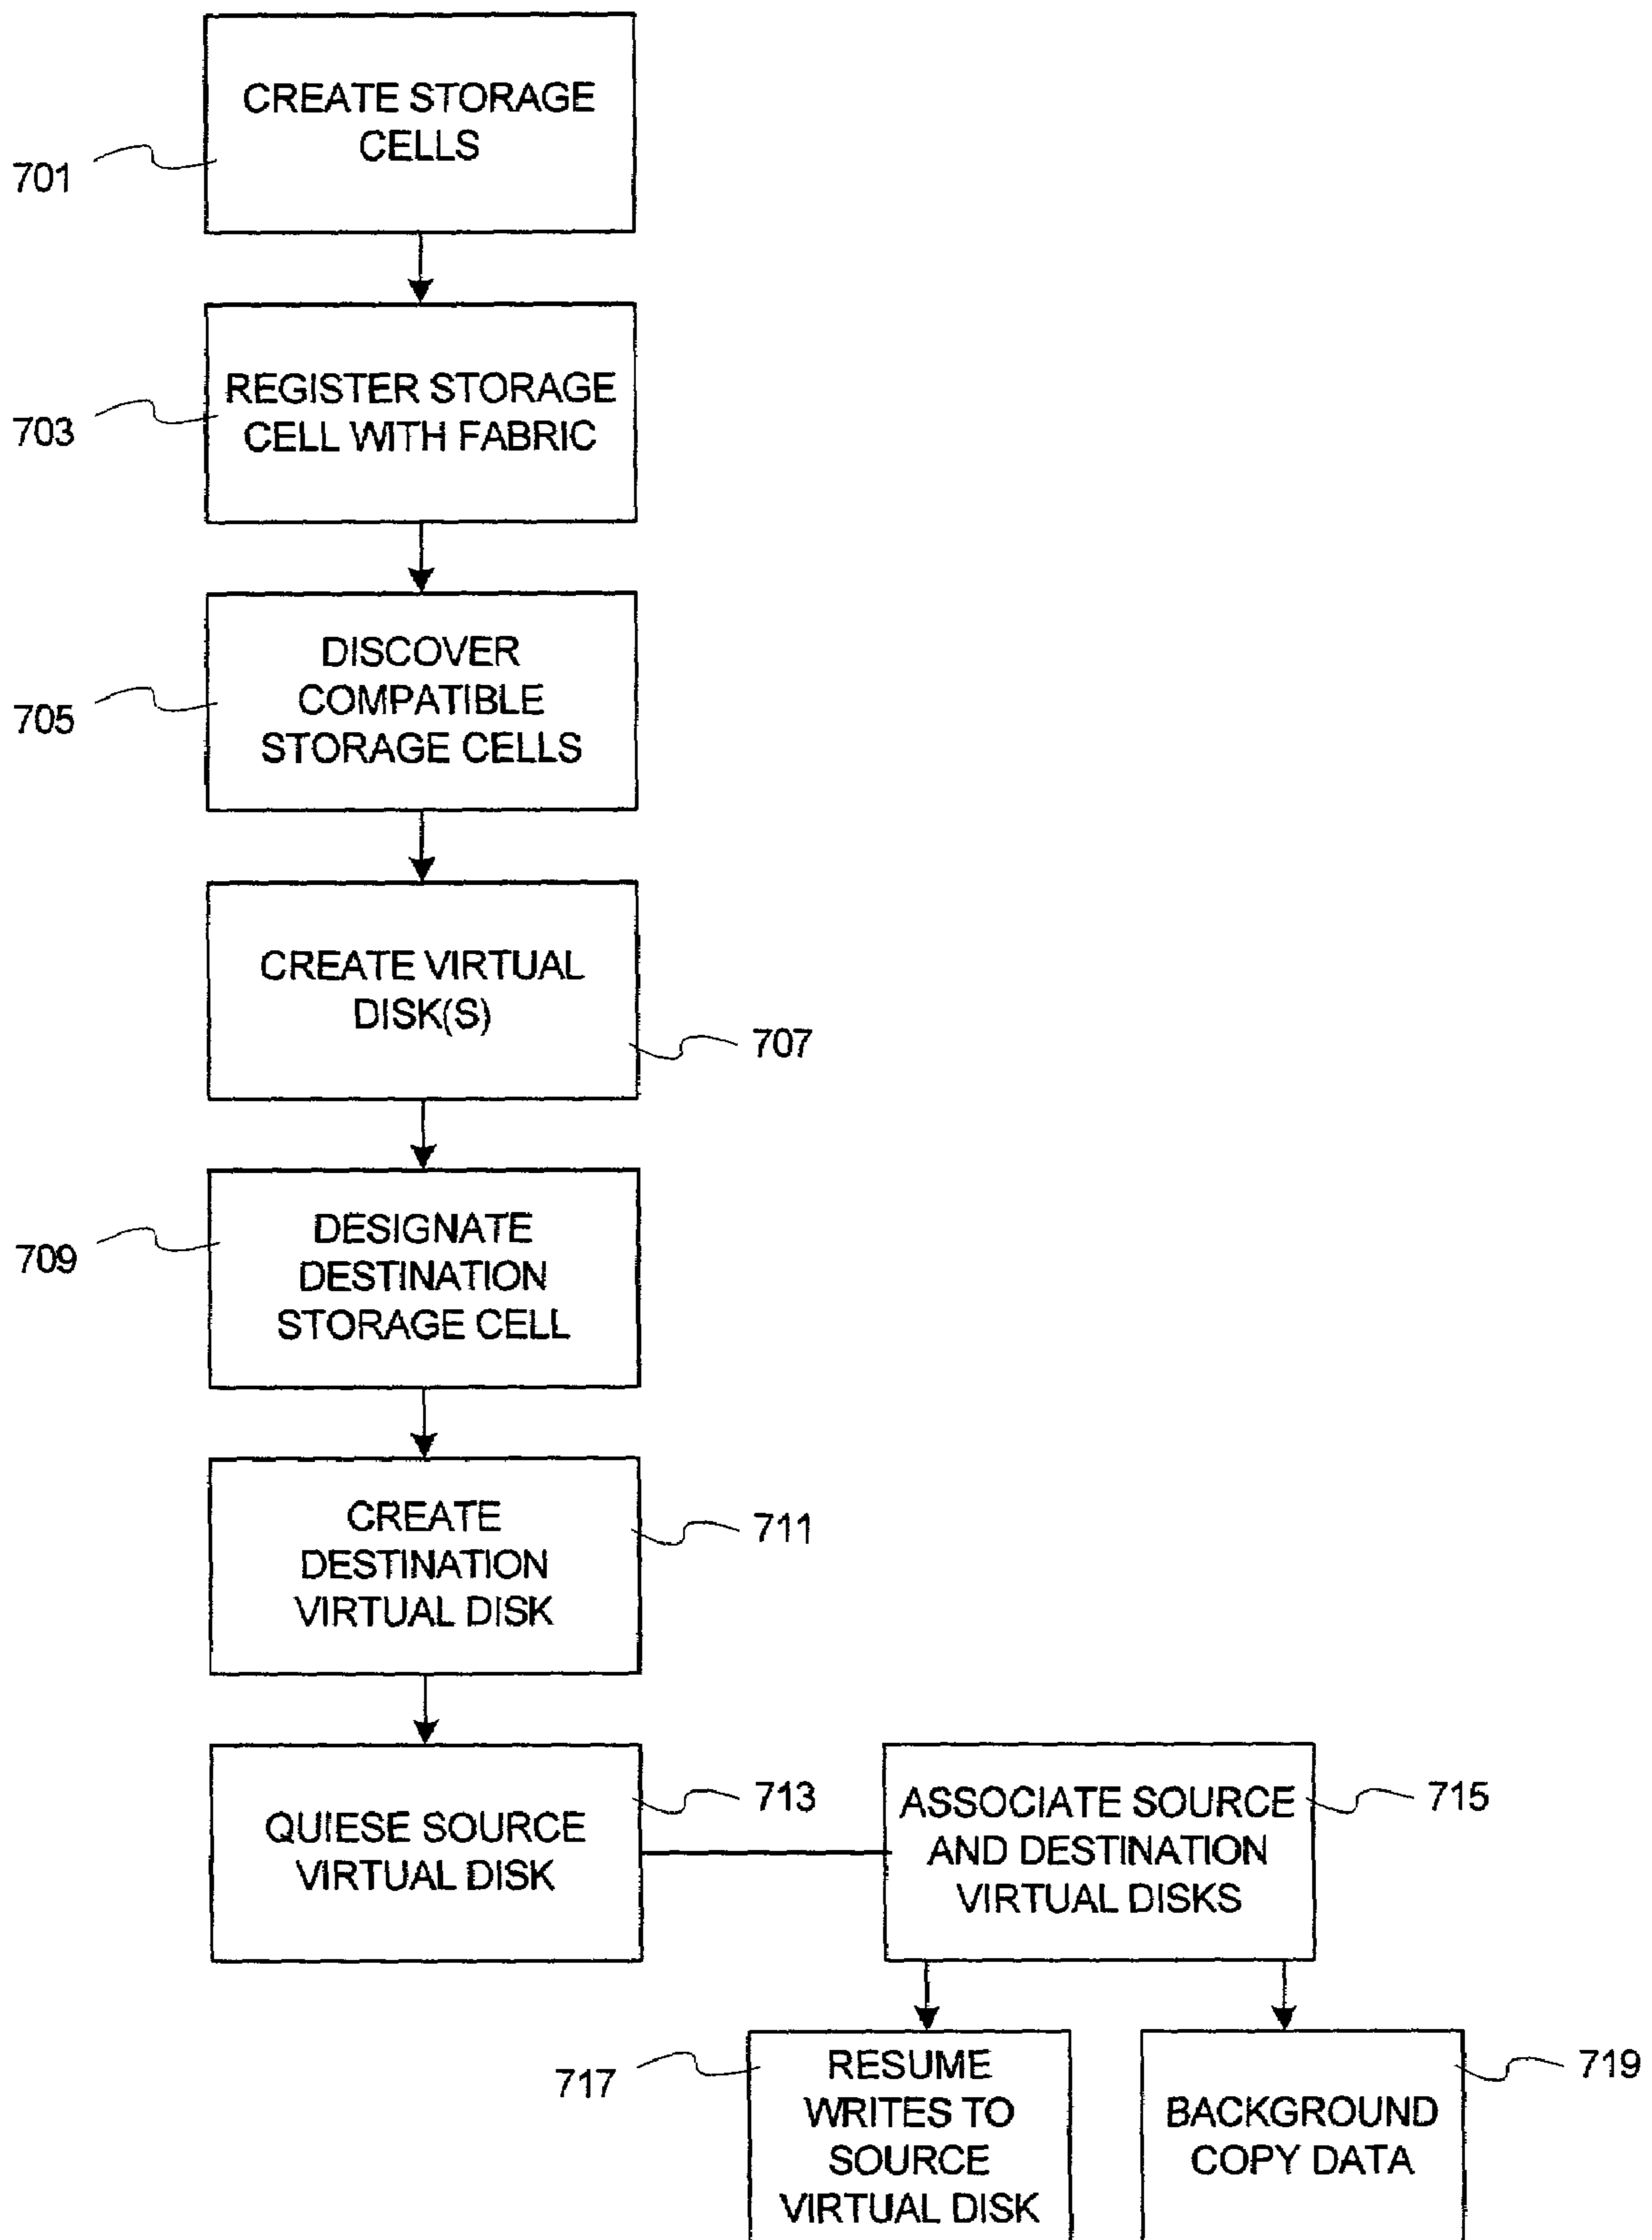 CREATE STORAGE
CELLS
701
REGISTER STORAGE
CELL WITH FABRIC
703
DISCOVER
COMPATIBLE
STORAGE CELLS
705
CREATE VIRTUAL
DISK(S)
707
DESIGNATE
DESTINATION
STORAGE CELL
709
CREATE
DESTINATION
VIRTUAL DISK
711
QUIESE SOURCE
VIRTUAL DISK
713
ASSOCIATE SOURCE
AND DESTINATION
VIRTUAL DISKS
715
RESUME
WRITES TO
SOURCE
VIRTUAL DISK
717
BACKGROUND
COPY DATA
719